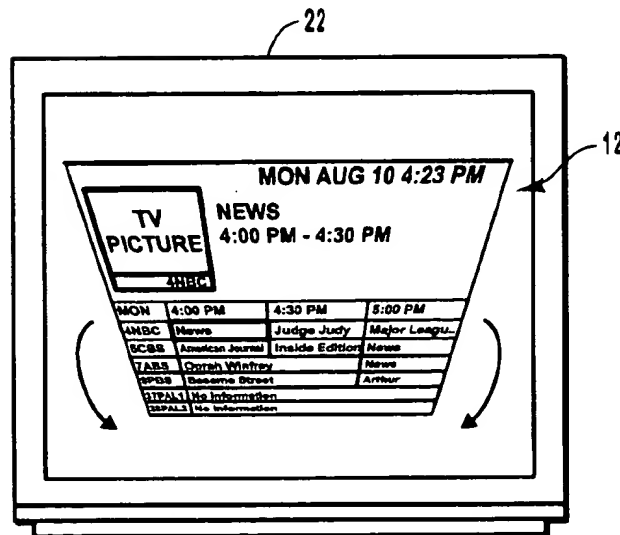 22
12
MON AUG 10 4:23 PM
TV PICTURE
4NBC
NEWS
4:00 PM - 4:30 PM
MON 4:00 PM 4:30 PM 5:00 PM
4NBC News Judge Judy Major Leagu...
5CBS American Journal Inside Edition News
7ABS Oprah Winfrey News
9PBS Sesame Street Arthur
37PAL1 No Information
38PAL2 No Information